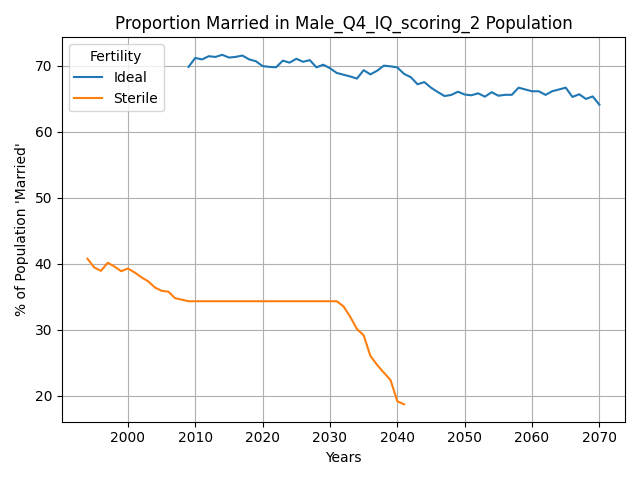 Proportion Married in Male_Q4_IQ_scoring_2 Population
Fertility
Ideal
Sterile
% of Population 'Married'
70
60
50
40
30
20
2000 2010 2020 2030 2040 2050 2060 2070
Years